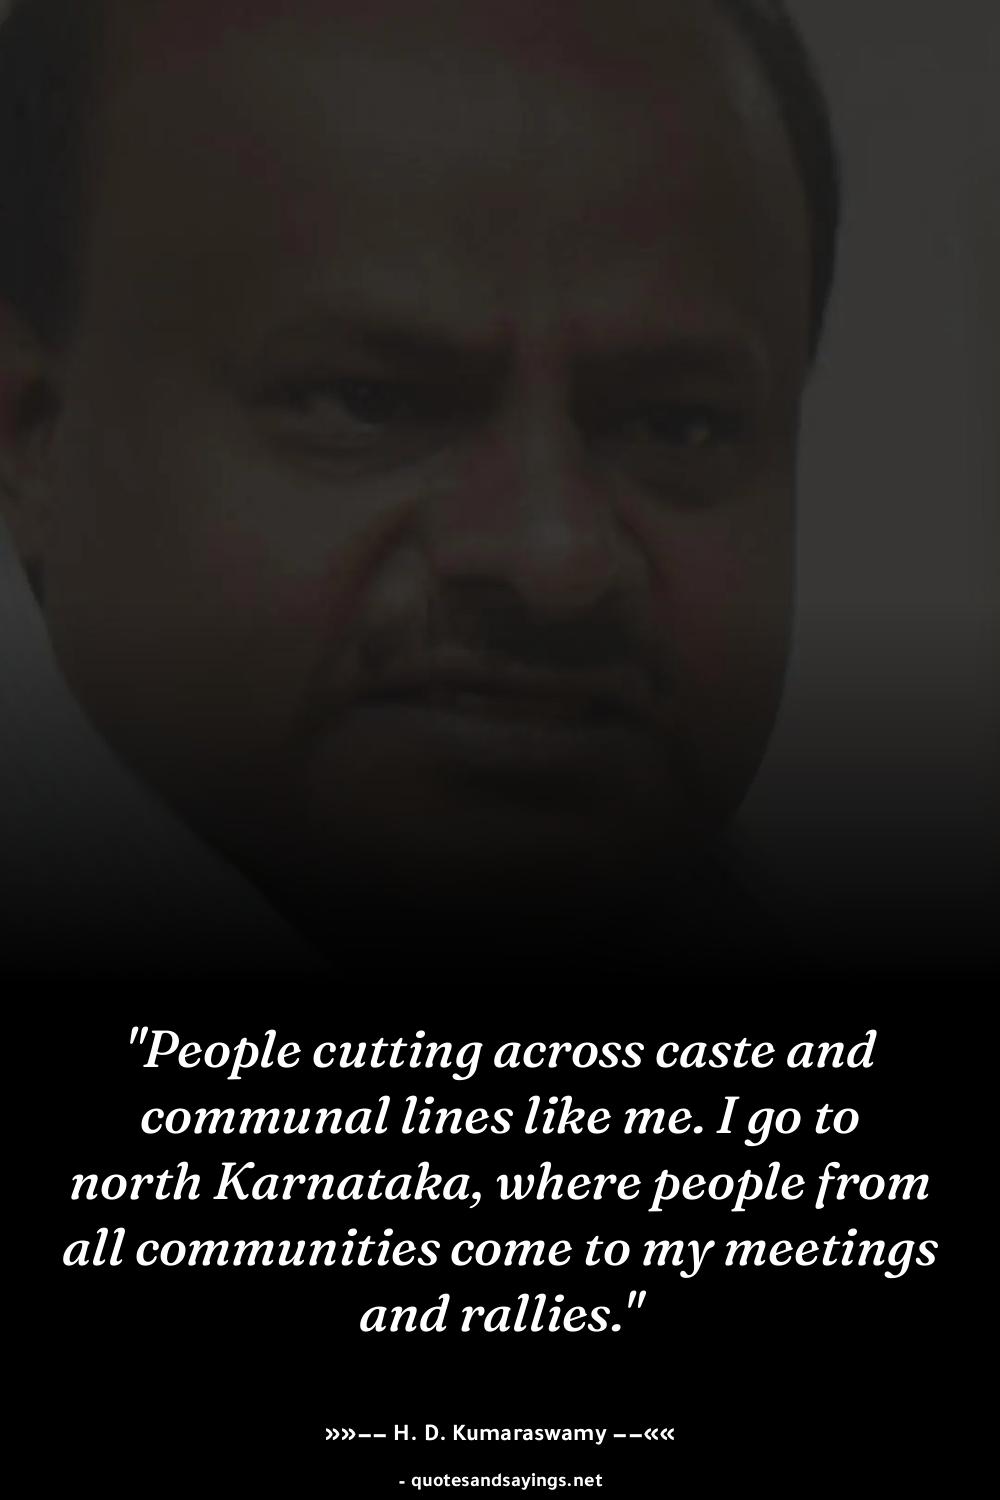 "People cutting across caste and
communal lines like me. I go to
north Karnataka, where people from
all communities come to my meetings
and rallies."
»»−− H. D. Kumaraswamy −−««
- quotesandsayings.net